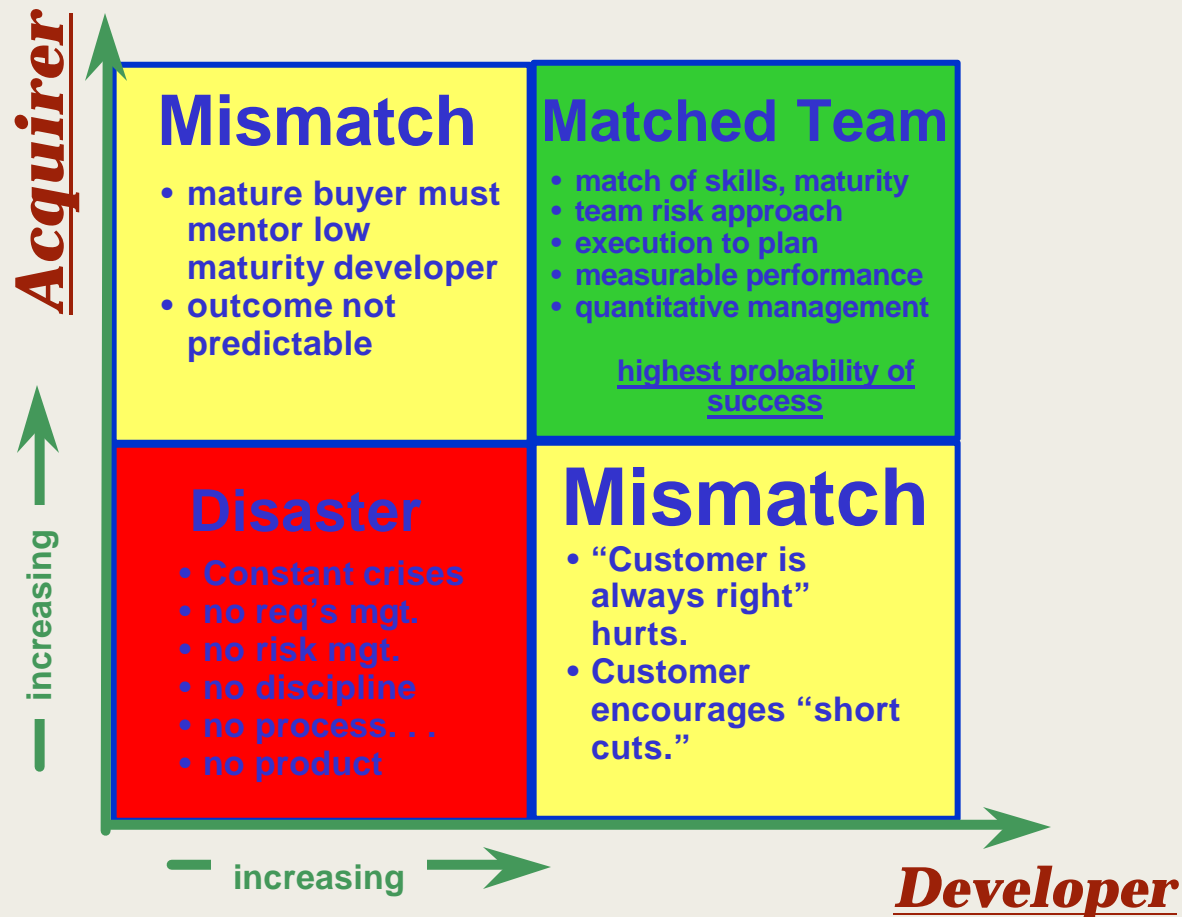 Acquirer
increasing
Mismatch
• mature buyer must
mentor low
maturity developer
• outcome not
predictable
Matched Team
• match of skills, maturity
• team risk approach
• execution to plan
• measurable performance
• quantitative management
highest probability of
success
Disaster
• Constant crises
• no req’s mgt.
• no risk mgt.
• no discipline
• no process. . .
• no product
Mismatch
• “Customer is
always right”
hurts.
• Customer
encourages “short
cuts.”
increasing
Developer